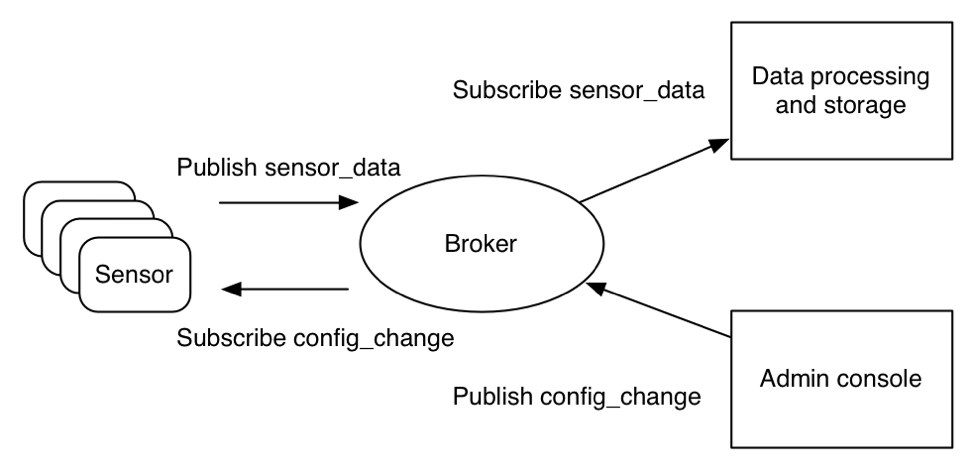 Subscribe sensor_data
Data processing
and storage
Publish sensor_data
Broker
Sensor
Subscribe config_change
Publish config_change
Admin console